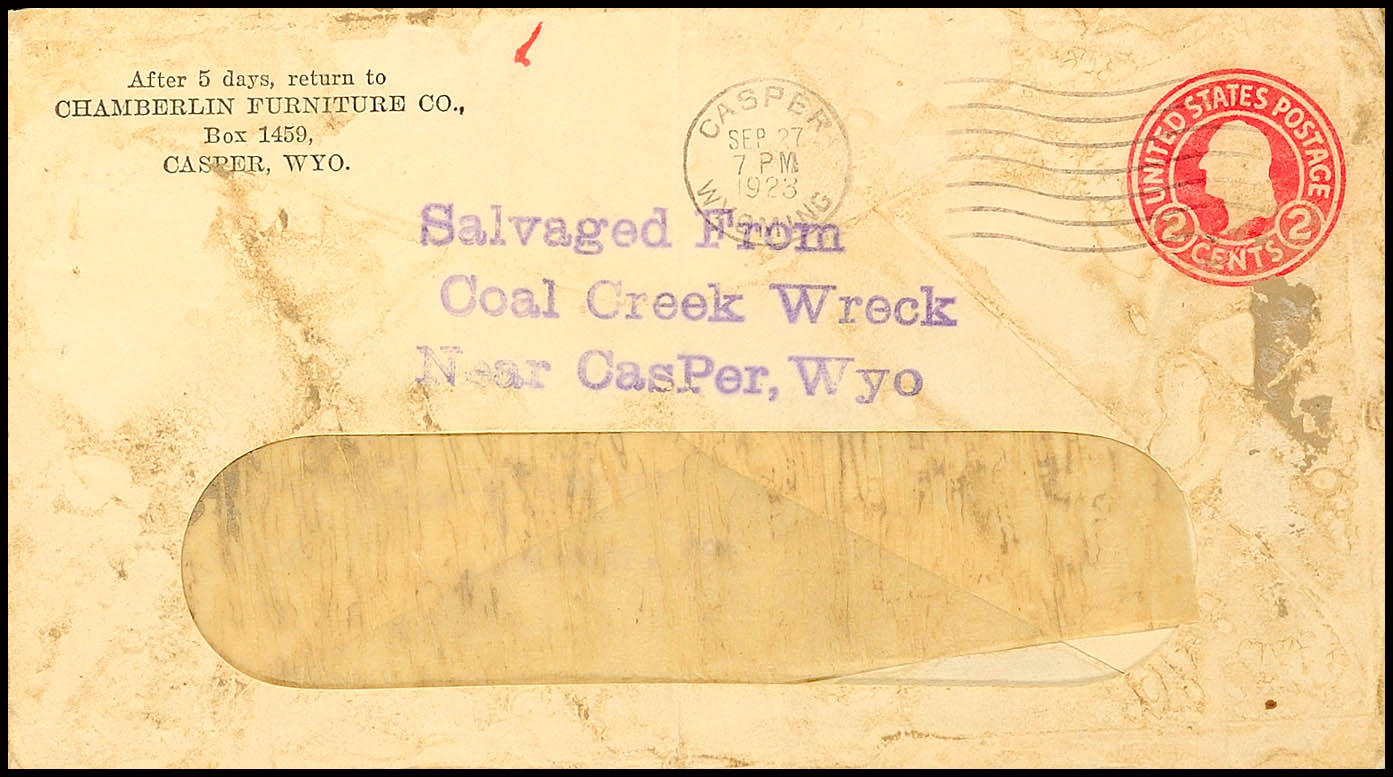 After 5 days, return to
CHAMBERLIN FURNITURE CO.,
Box 1459,
CASPER, WYO.
CASPER
SEP 27
7 PM
1923
WYOMING
UNITED STATES POSTAGE
2 CENTS 2
Salvaged From
Coal Creek Wreck
Near CasPer, Wyo